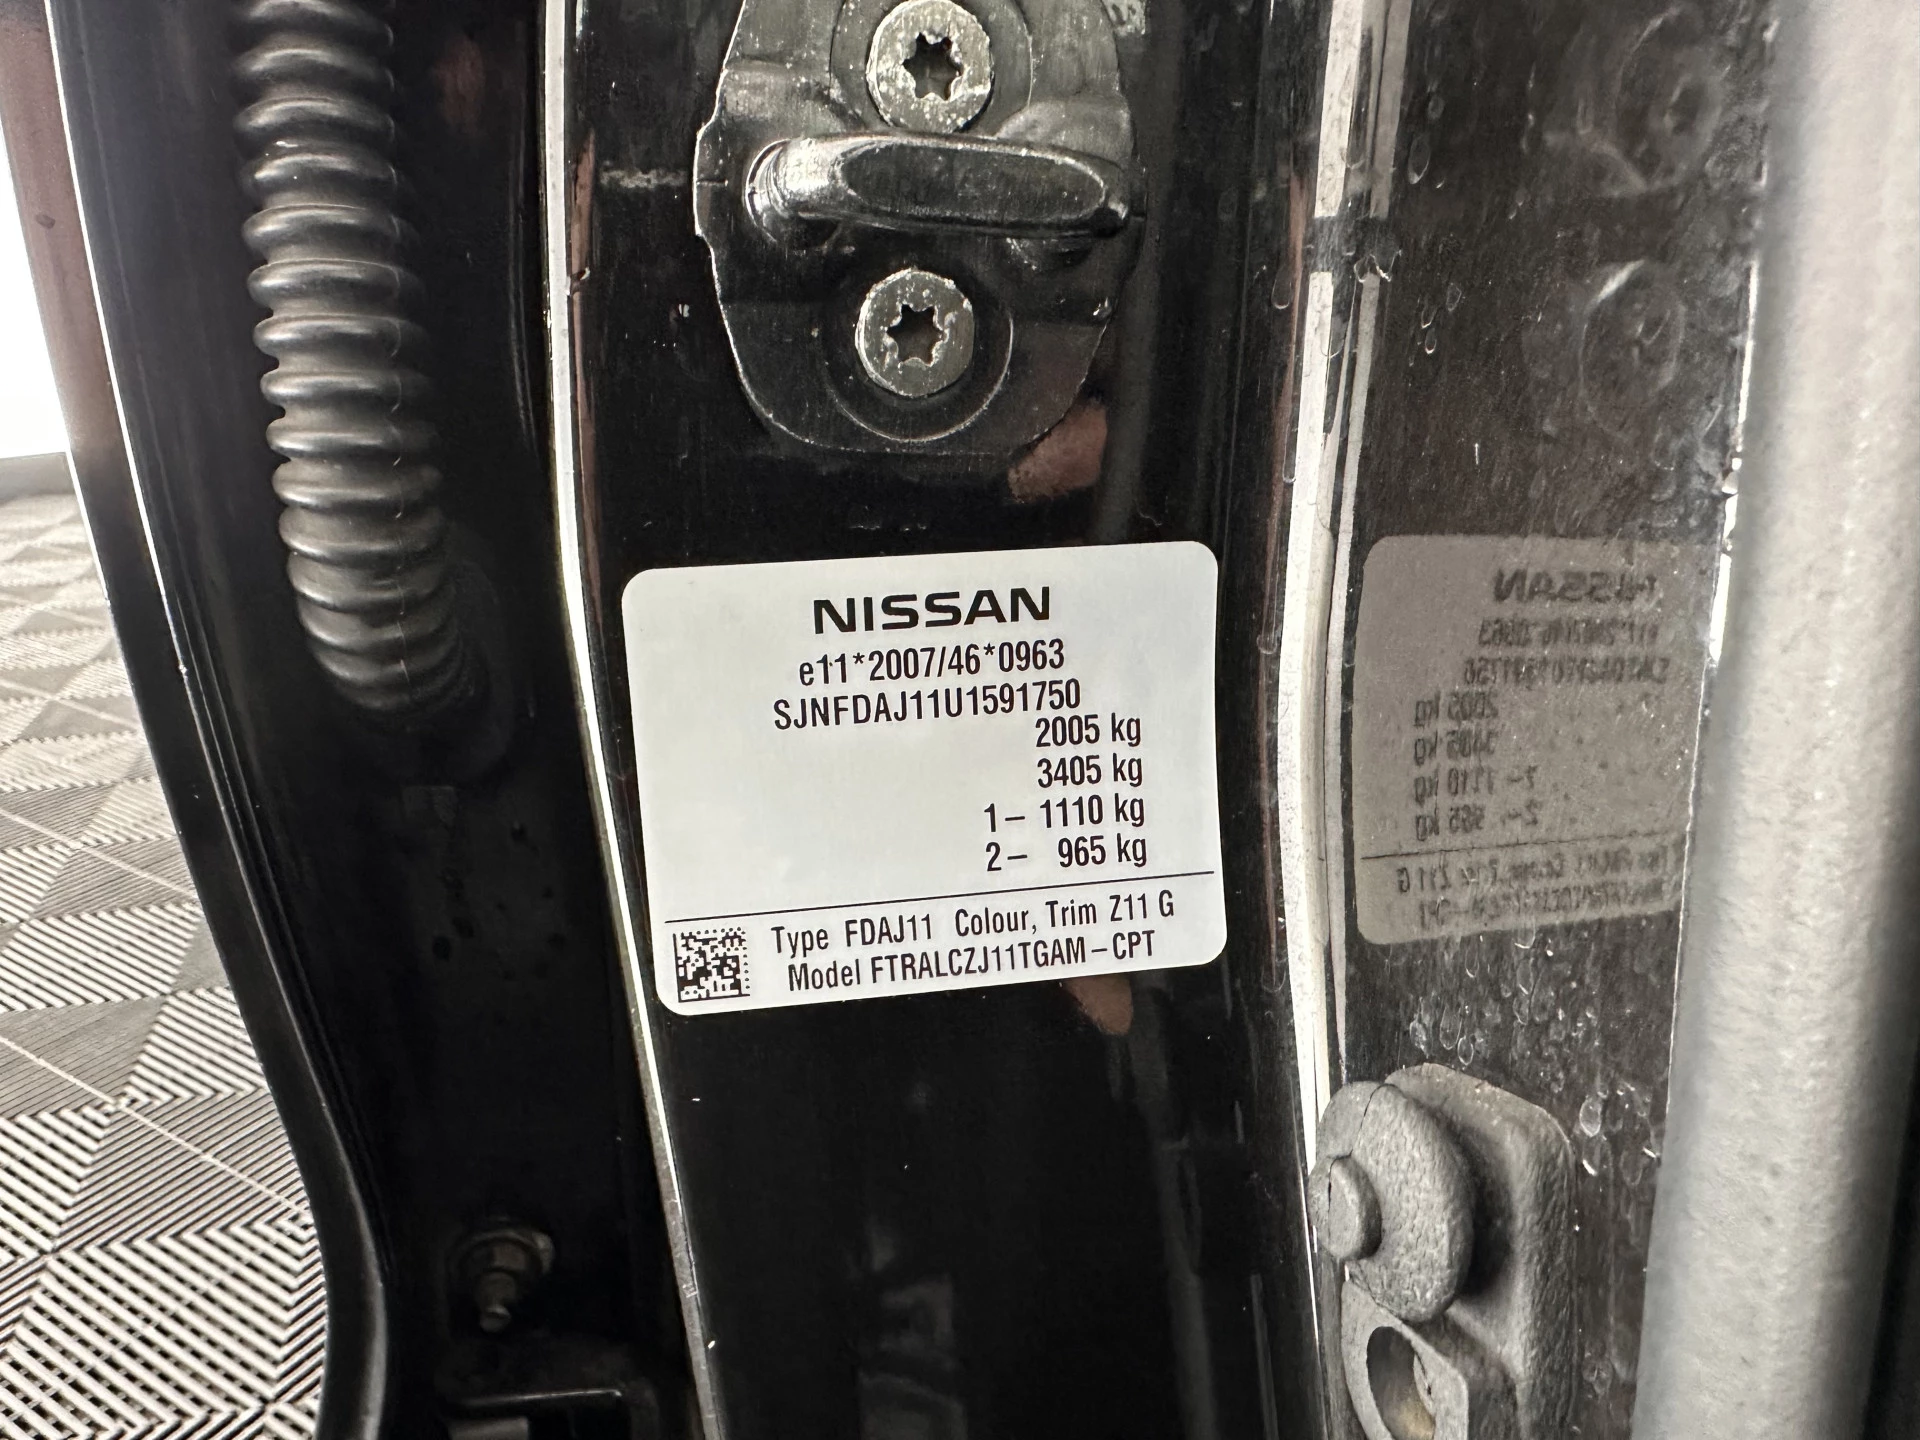 NISSAN
e11*2007/46*0963
SJNFDAJ11U1591750
2005 kg
3405 kg
1– 1110 kg
2– 965 kg
Type FDAJ11 Colour, Trim Z11 G
Model FTRALCZJ11TGAM–CPT